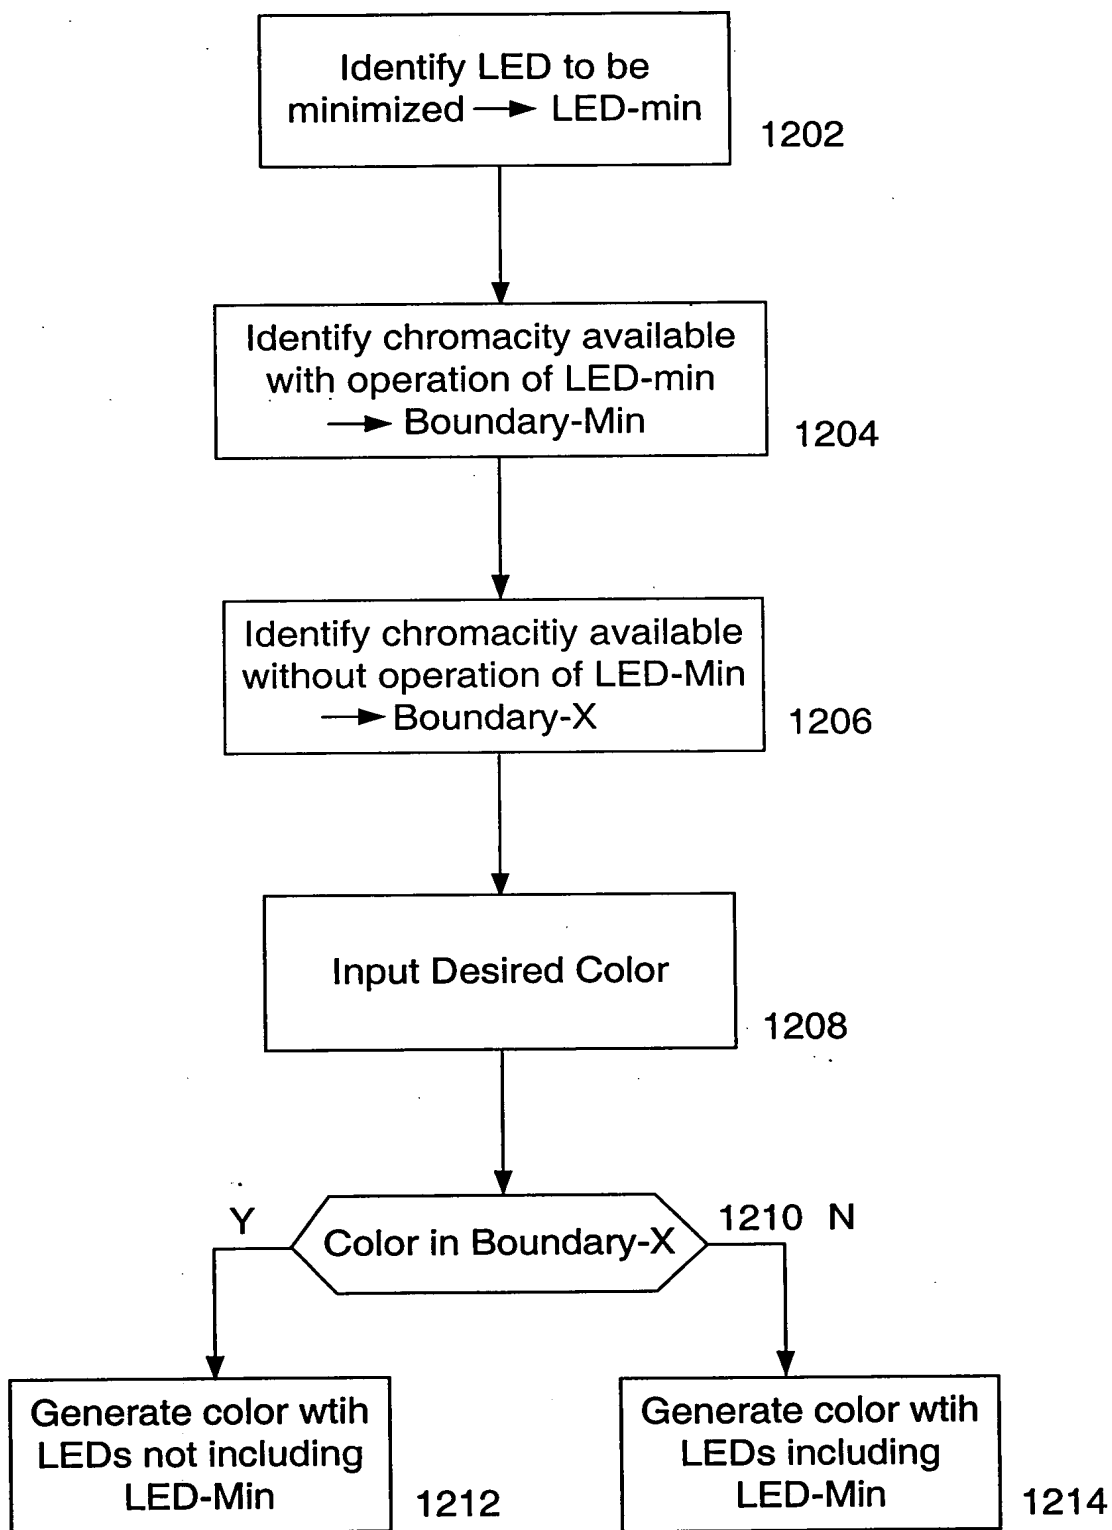 Identify LED to be
minimized → LED-min
1202
Identify chromacity available
with operation of LED-min
→ Boundary-Min
1204
Identify chromacitiy available
without operation of LED-Min
→ Boundary-X
1206
Input Desired Color
1208
Y
Color in Boundary-X
1210 N
Generate color wtih
LEDs not including
LED-Min
1212
Generate color wtih
LEDs including
LED-Min
1214